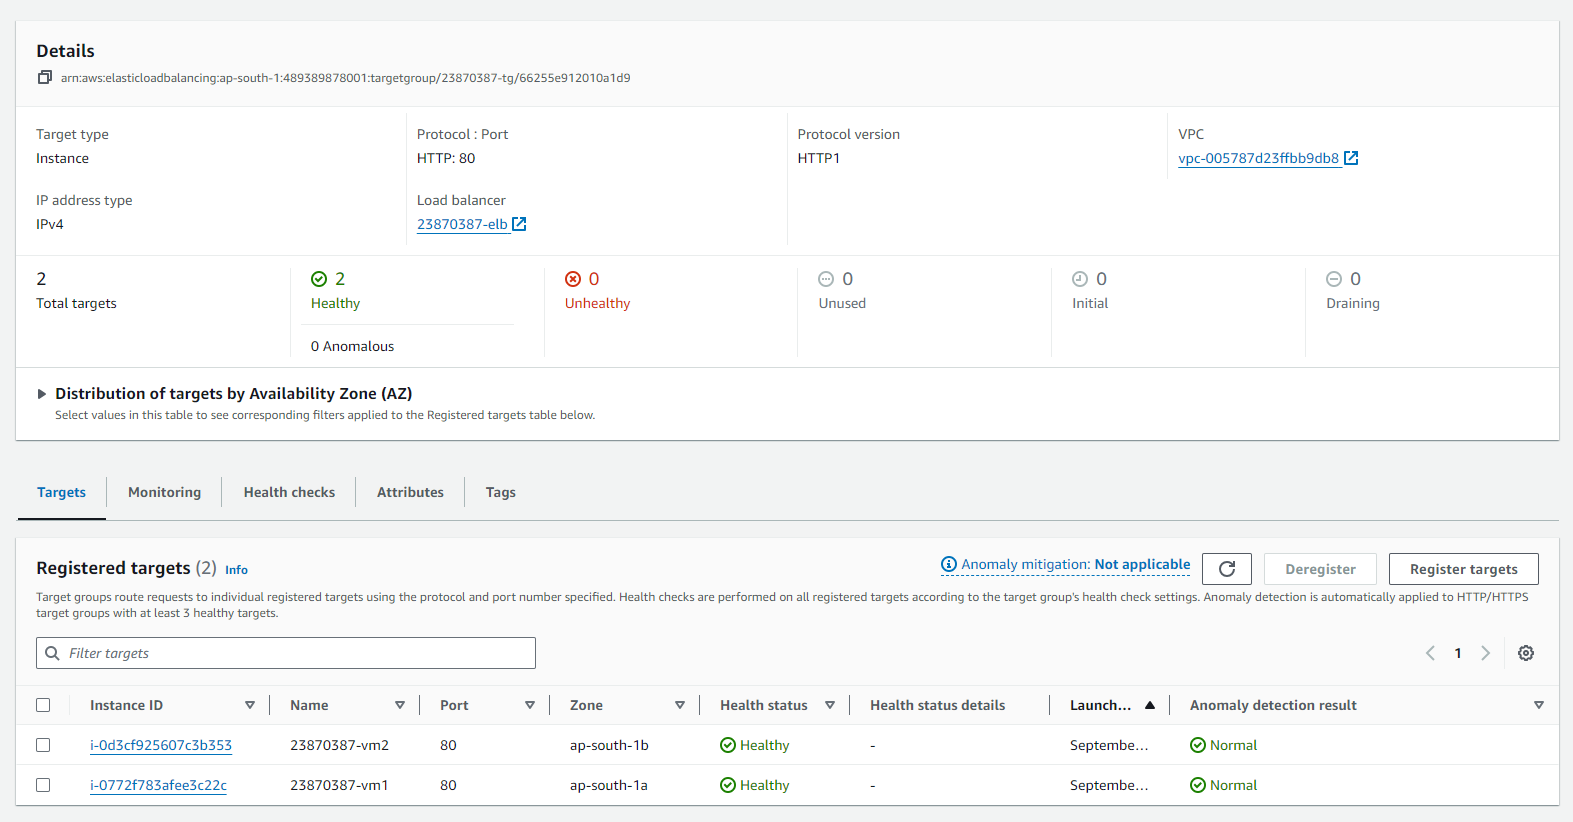 Details
arn:aws:elasticloadbalancing:ap-south-1:489389878001:targetgroup/23870387-tg/66255e912010a1d9
Target type
Instance
Protocol : Port
HTTP: 80
Protocol version
HTTP1
VPC
vpc-005787d23ffbb9db8
IP address type
IPv4
Load balancer
23870387-elb
2
Total targets
2
Healthy
0 Anomalous
0
Unhealthy
0
Unused
0
Initial
0
Draining
Distribution of targets by Availability Zone (AZ)
Select values in this table to see corresponding filters applied to the Registered targets table below.
Targets Monitoring Health checks Attributes Tags
Registered targets (2) Info
Anomaly mitigation: Not applicable
Deregister
Register targets
Target groups route requests to individual registered targets using the protocol and port number specified. Health checks are performed on all registered targets according to the target group's health check settings. Anomaly detection is automatically applied to HTTP/HTTPS
target groups with at least 3 healthy targets.
Filter targets
1
Instance ID Name Port Zone Health status Health status details Launch... Anomaly detection result
i-0d3cf925607c3b353 23870387-vm2 80 ap-south-1b Healthy - Septembe... Normal
i-0772f783afee3c22c 23870387-vm1 80 ap-south-1a Healthy - Septembe... Normal